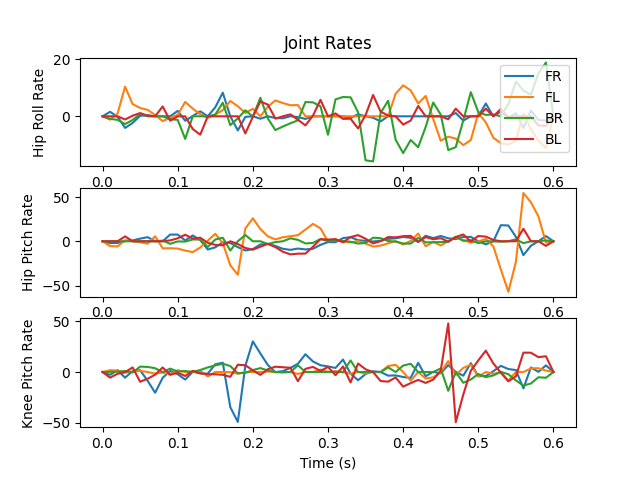 Joint Rates
Hip Roll Rate
20
0
FR
FL
BR
BL
0.0 0.1 0.2 0.3 0.4 0.5 0.6
Hip Pitch Rate
50
0
−50
0.0 0.1 0.2 0.3 0.4 0.5 0.6
Knee Pitch Rate
50
0
−50
0.0 0.1 0.2 0.3 0.4 0.5 0.6
Time (s)